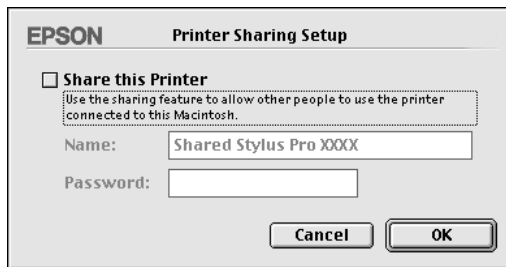 EPSON Printer Sharing Setup
Share this Printer
Use the sharing feature to allow other people to use the printer
connected to this Macintosh.
Name: Shared Stylus Pro XXXX
Password:
Cancel OK